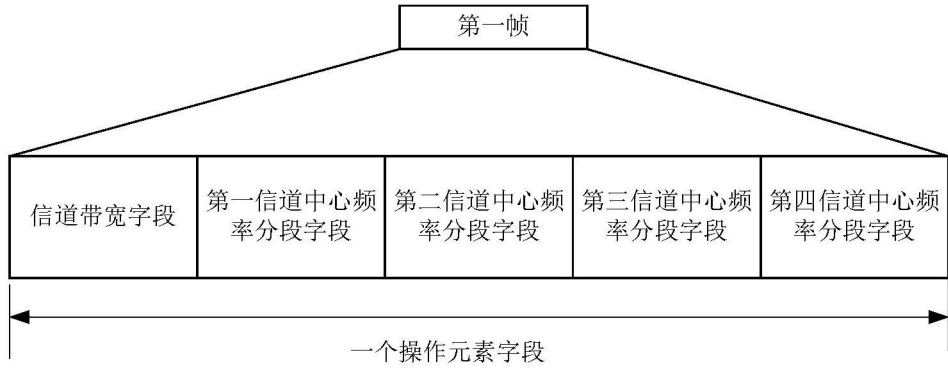 第一帧
信道带宽字段
第一信道中心频
率分段字段
第二信道中心频
率分段字段
第三信道中心频
率分段字段
第四信道中心频
率分段字段
一个操作元素字段